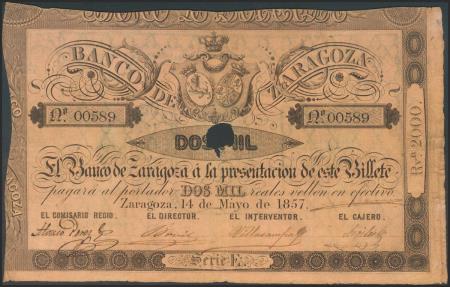 BANCO DE ZARAGOZA
Nº 00589 Nº 00589
DOS MIL
El Banco de Zaragoza á la presentacion de este Billete
pagará al portador DOS MIL reales vellon en efectivo.
Zaragoza, 14 de Mayo de 1857.
EL COMISARIO REGIO. EL DIRECTOR. EL INTERVENTOR. EL CAJERO.
Serie E.
Rs. vn. 2000.